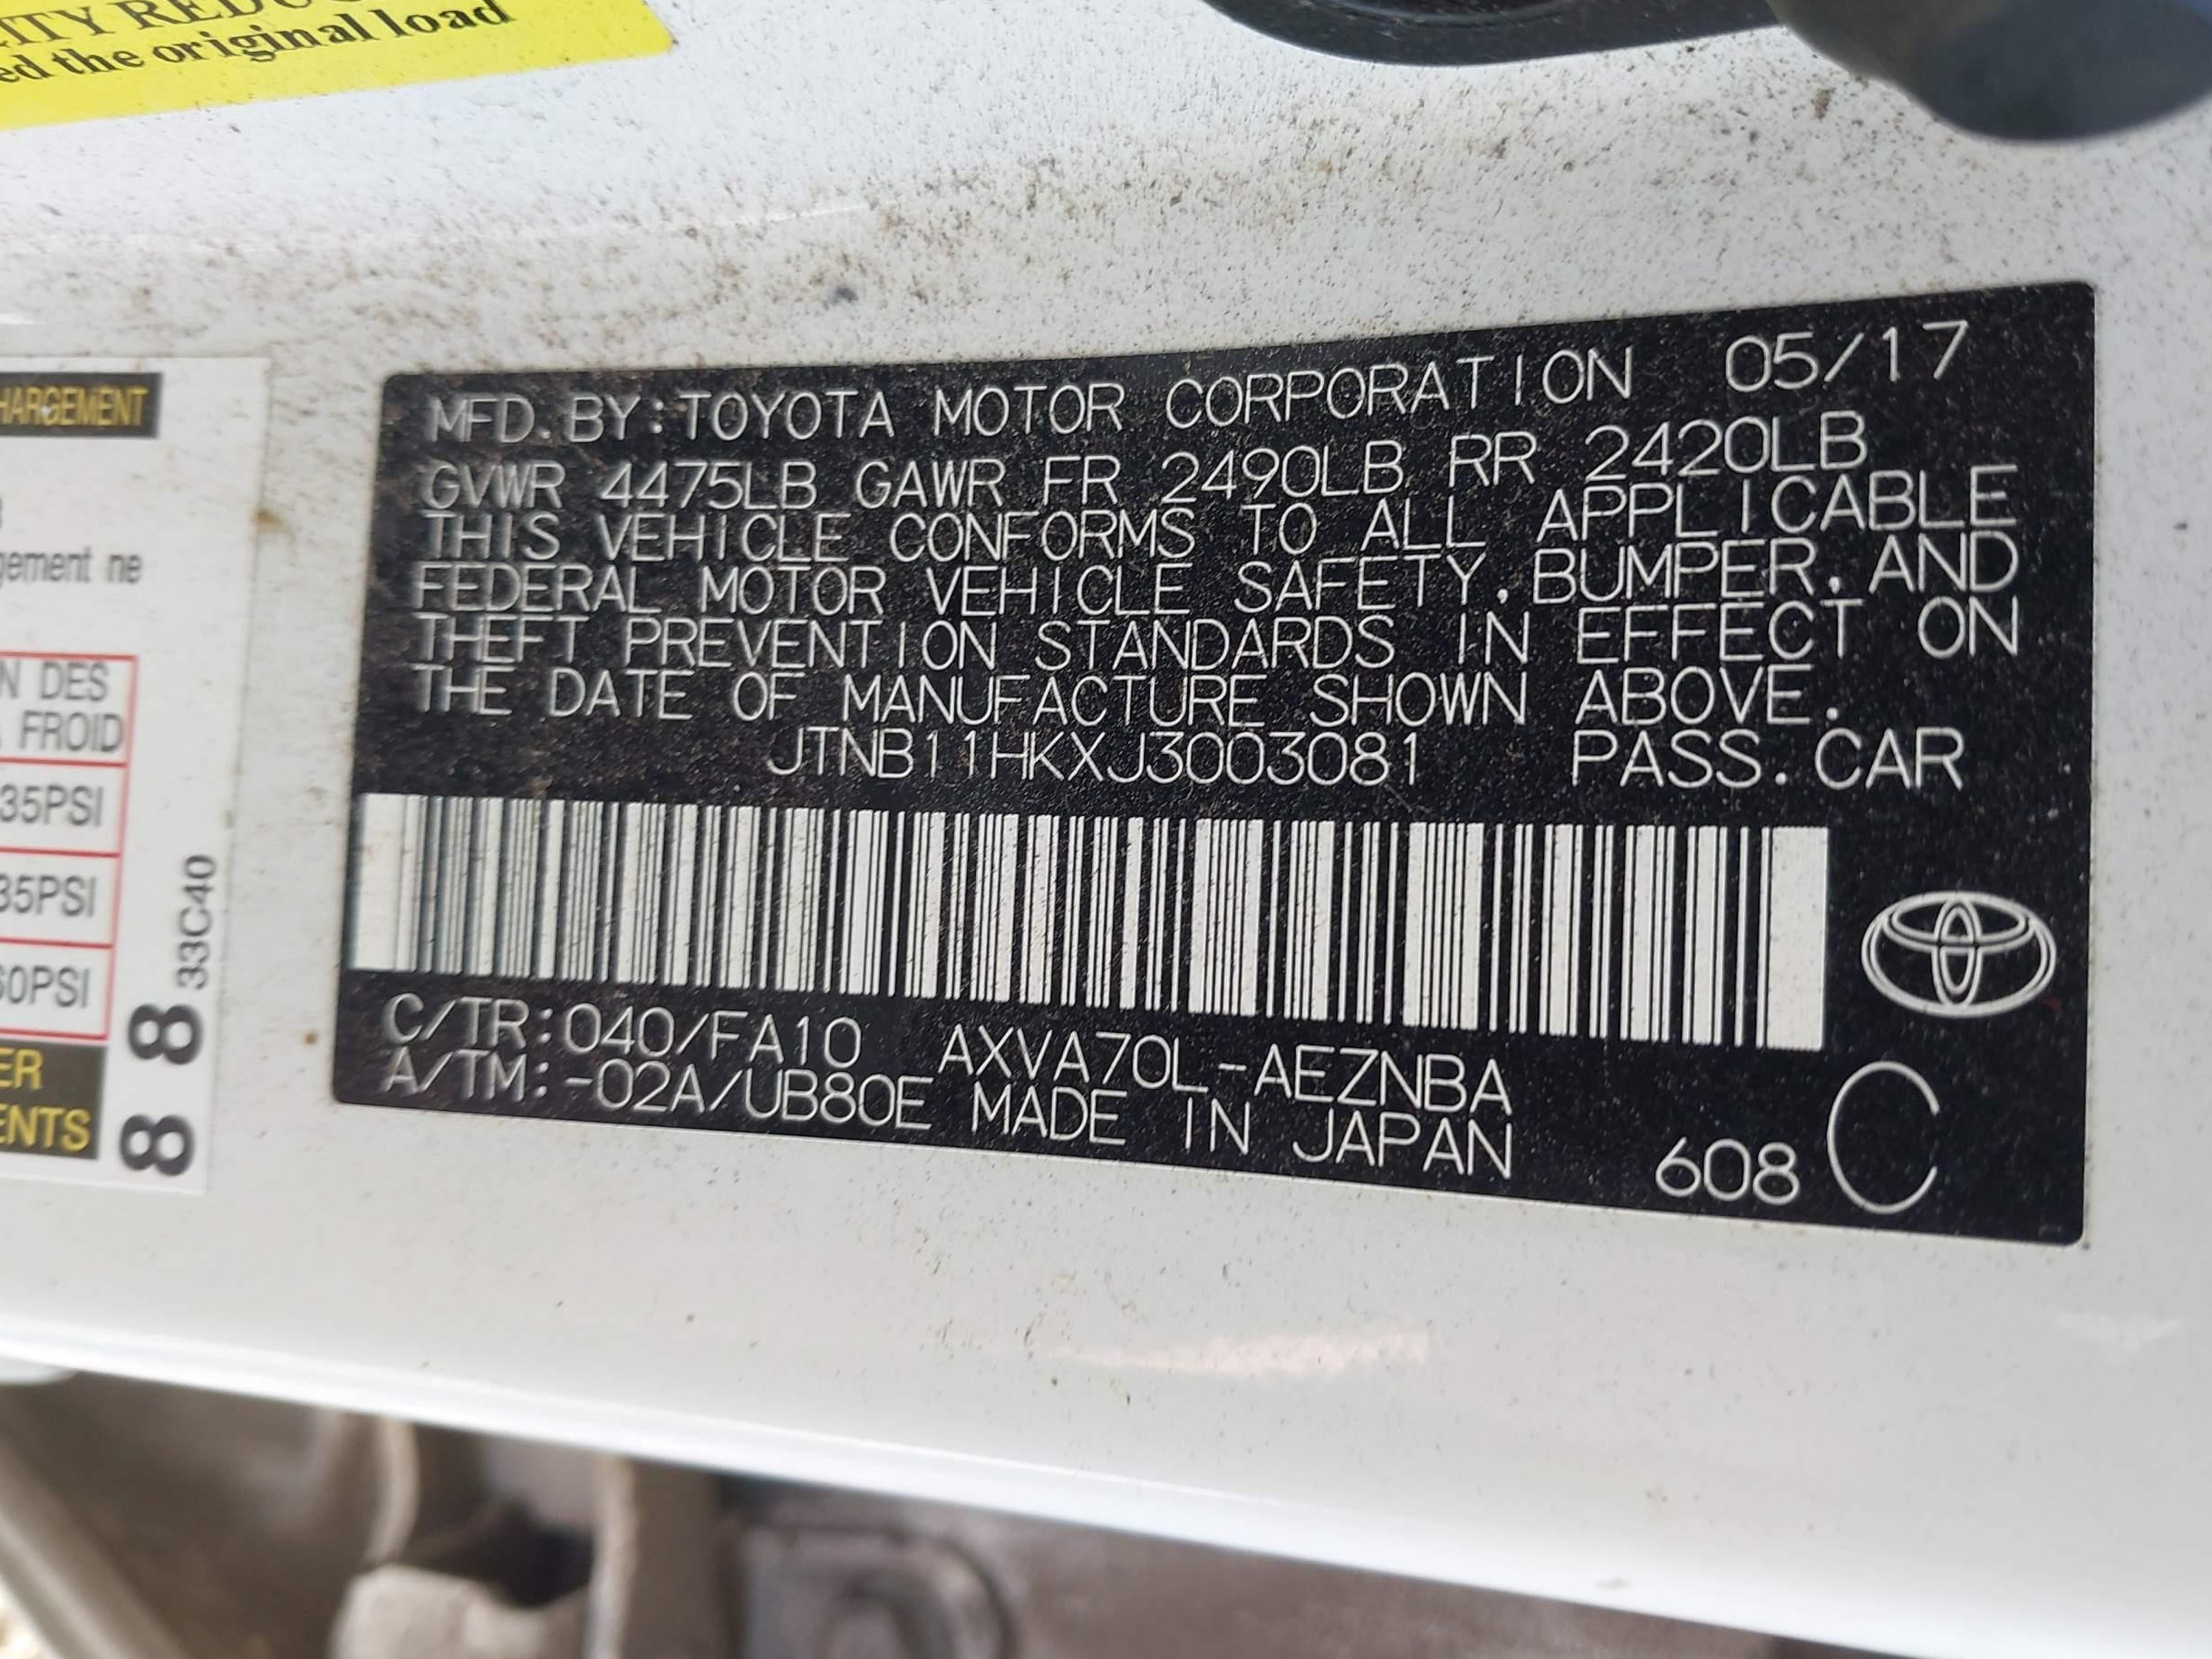 ITY REDUC
ed the original load
HARGEMENT
gement ne
N DES
FROID
35PSI
35PSI
60PSI
ER
ENTS
33C40
8 8
MFD. BY: TOYOTA MOTOR CORPORATION 05/17
GVWR 4475LB GAWR FR 2490LB RR 2420LB
THIS VEHICLE CONFORMS TO ALL APPLICABLE
FEDERAL MOTOR VEHICLE SAFETY, BUMPER, AND
THEFT PREVENTION STANDARDS IN EFFECT ON
THE DATE OF MANUFACTURE SHOWN ABOVE.
JTNB11HKXJ3003081 PASS. CAR
C/TR:040/FA10 AXVA70L-AEZNBA
A/TM:-02A/UB80E MADE IN JAPAN
608 C